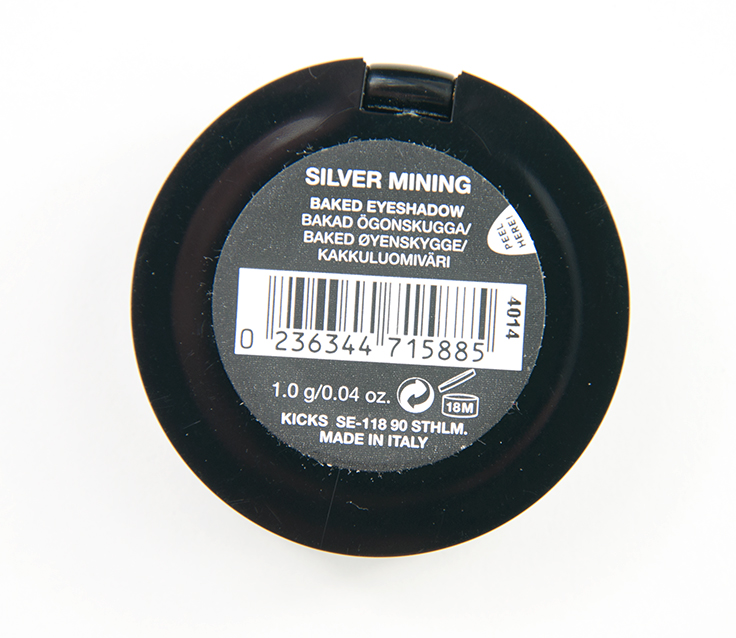 SILVER MINING
BAKED EYESHADOW
BAKAD ÖGONSKUGGA/
BAKED ØYENSKYGGE/
KAKKULUOMIVÄRI
PEEL
HERE!
4014
0 236344 715885
1.0 g/0.04 oz.
18M
KICKS SE-118 90 STHLM.
MADE IN ITALY